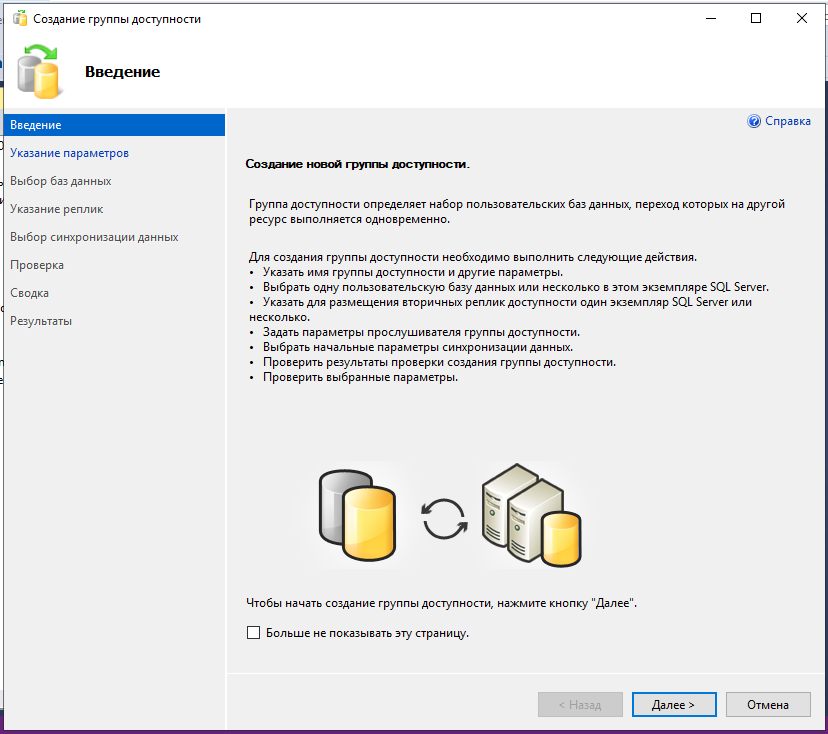 Создание группы доступности
Введение
Введение
Указание параметров
Выбор баз данных
Указание реплик
Выбор синхронизации данных
Проверка
Сводка
Результаты
Справка
Создание новой группы доступности.
Группа доступности определяет набор пользовательских баз данных, переход которых на другой
ресурс выполняется одновременно.
Для создания группы доступности необходимо выполнить следующие действия.
• Указать имя группы доступности и другие параметры.
• Выбрать одну пользовательскую базу данных или несколько в этом экземпляре SQL Server.
• Указать для размещения вторичных реплик доступности один экземпляр SQL Server или
несколько.
• Задать параметры прослушивателя группы доступности.
• Выбрать начальные параметры синхронизации данных.
• Проверить результаты проверки создания группы доступности.
• Проверить выбранные параметры.
Чтобы начать создание группы доступности, нажмите кнопку "Далее".
Больше не показывать эту страницу.
< Назад
Далее >
Отмена